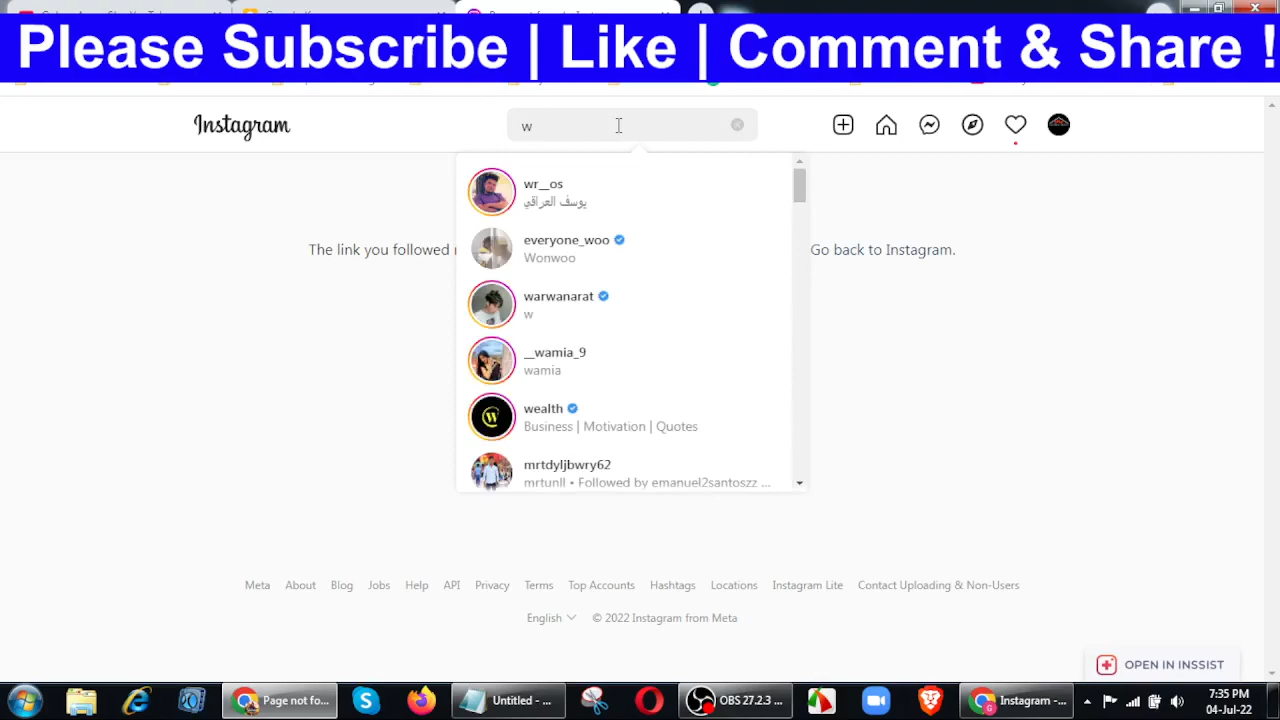 Please Subscribe | Like | Comment & Share !
Instagram
w
wr__os
يوسف العراقي
The link you followed
Go back to Instagram.
everyone_woo
Wonwoo
warwanarat
w
__wamia_9
wamia
wealth
Business | Motivation | Quotes
mrtdyljbwry62
mrtunll • Followed by emanuel2santoszz ...
Meta About Blog Jobs Help API Privacy Terms Top Accounts Hashtags Locations Instagram Lite Contact Uploading & Non-Users
English © 2022 Instagram from Meta
OPEN IN INSSIST
Page not fo... Untitled - ... OBS 27.2.3 ... Instagram -...
7:35 PM
04-Jul-22